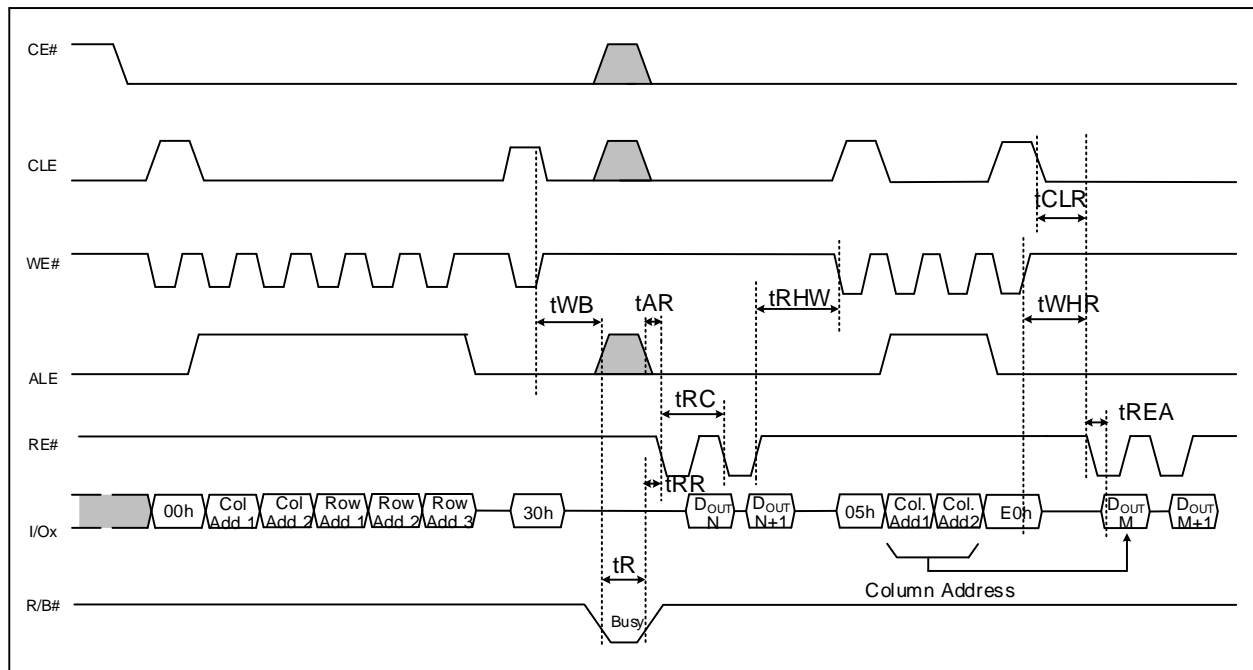 CE#
CLE
tCLR
WE#
tWB
tAR
tRHW
tWHR
ALE
tRC
tREA
RE#
tRR
I/Ox
00h
Col
Add 1
Col
Add 2
Row
Add 1
Row
Add 2
Row
Add 3
30h
DOUT
N
DOUT
N+1
05h
Col.
Add1
Col.
Add2
E0h
DOUT
M
DOUT
M+1
tR
Column Address
R/B#
Busy